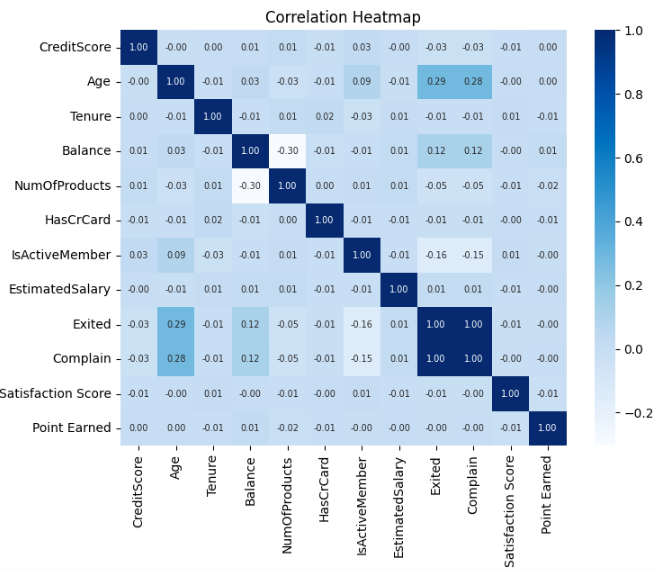 Correlation Heatmap
CreditScore 1.00 -0.00 0.00 0.01 0.01 -0.01 0.03 -0.00 -0.03 -0.03 -0.01 0.00
Age -0.00 1.00 -0.01 0.03 -0.03 -0.01 0.09 -0.01 0.29 0.28 -0.00 0.00
Tenure 0.00 -0.01 1.00 -0.01 0.01 0.02 -0.03 0.01 -0.01 -0.01 0.01 -0.01
Balance 0.01 0.03 -0.01 1.00 -0.30 -0.01 -0.01 0.01 0.12 0.12 -0.00 0.01
NumOfProducts 0.01 -0.03 0.01 -0.30 1.00 0.00 0.01 0.01 -0.05 -0.05 -0.01 -0.02
HasCrCard -0.01 -0.01 0.02 -0.01 0.00 1.00 -0.01 -0.01 -0.01 -0.01 -0.00 -0.01
IsActiveMember 0.03 0.09 -0.03 -0.01 0.01 -0.01 1.00 -0.01 -0.16 -0.15 0.01 -0.00
EstimatedSalary -0.00 -0.01 0.01 0.01 0.01 -0.01 -0.01 1.00 0.01 0.01 -0.01 -0.00
Exited -0.03 0.29 -0.01 0.12 -0.05 -0.01 -0.16 0.01 1.00 1.00 -0.01 -0.00
Complain -0.03 0.28 -0.01 0.12 -0.05 -0.01 -0.15 0.01 1.00 1.00 -0.00 -0.00
Satisfaction Score -0.01 -0.00 0.01 -0.00 -0.01 -0.00 0.01 -0.01 -0.01 -0.00 1.00 -0.01
Point Earned 0.00 0.00 -0.01 0.01 -0.02 -0.01 -0.00 -0.00 -0.00 -0.00 -0.01 1.00
CreditScore
Age
Tenure
Balance
NumOfProducts
HasCrCard
IsActiveMember
EstimatedSalary
Exited
Complain
Satisfaction Score
Point Earned
1.0
0.8
0.6
0.4
0.2
0.0
−0.2